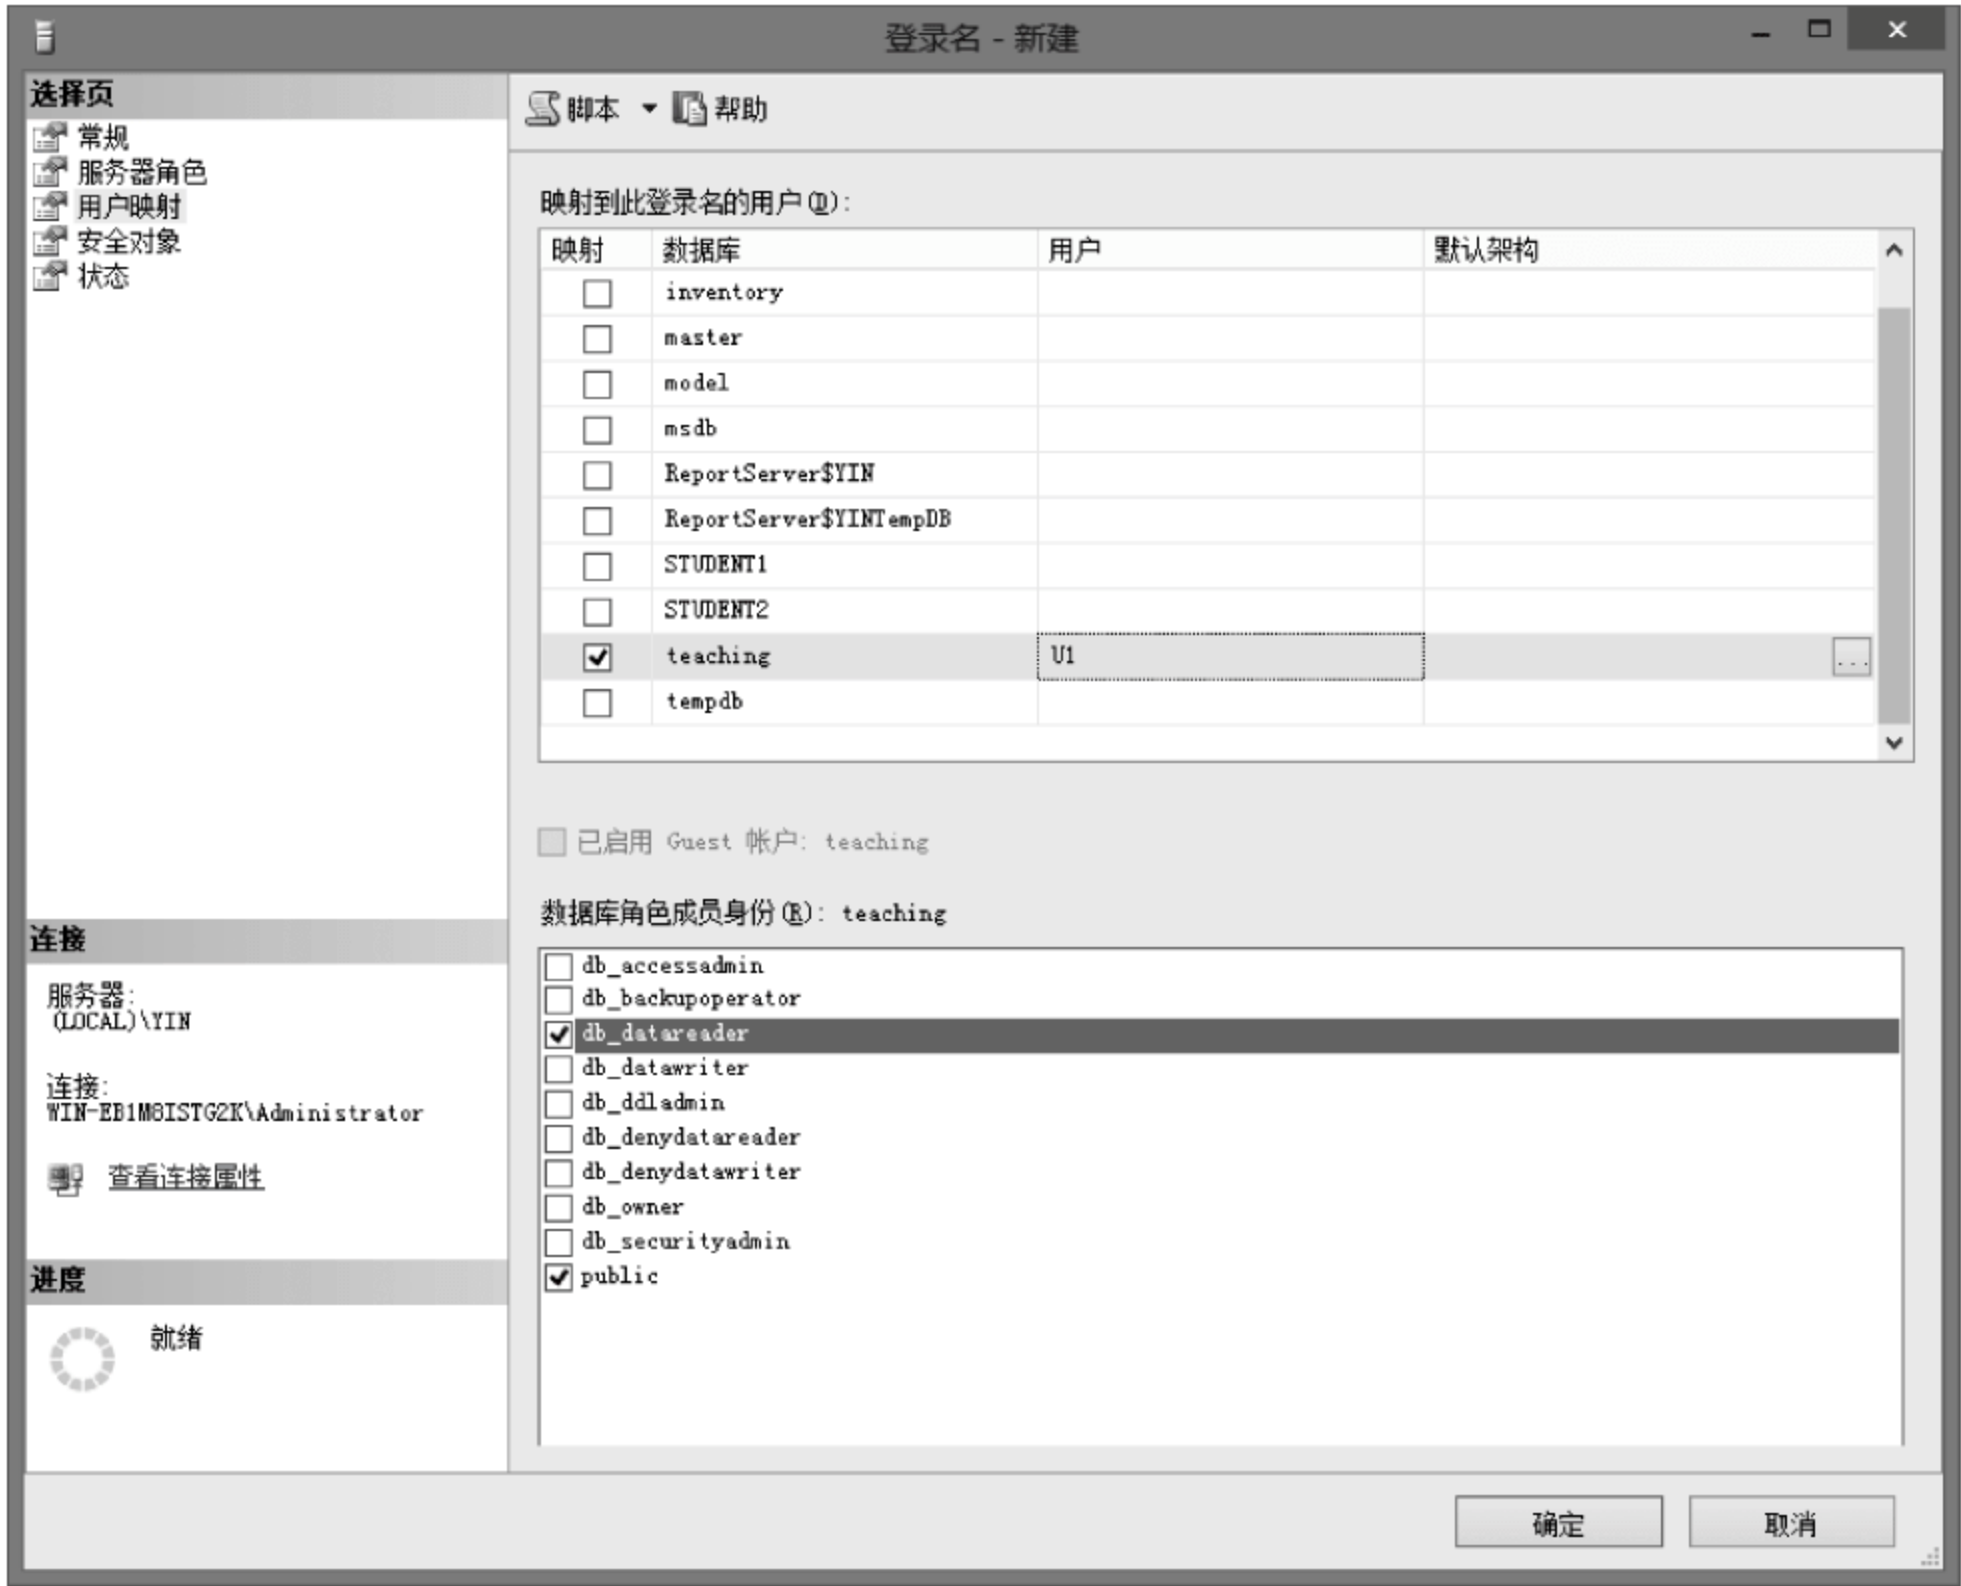 登录名 - 新建
选择页
常规
服务器角色
用户映射
安全对象
状态
脚本 帮助
映射到此登录名的用户(D):
映射 数据库 用户 默认架构
inventory
master
model
msdb
ReportServer$YIN
ReportServer$YINTempDB
STUDENT1
STUDENT2
teaching U1 ...
tempdb
已启用 Guest 帐户: teaching
数据库角色成员身份(R): teaching
db_accessadmin
db_backupoperator
db_datareader
db_datawriter
db_ddladmin
db_denydatareader
db_denydatawriter
db_owner
db_securityadmin
public
连接
服务器:
(LOCAL)\YIN
连接:
WIN-EB1M8ISTG2K\Administrator
查看连接属性
进度
就绪
确定 取消